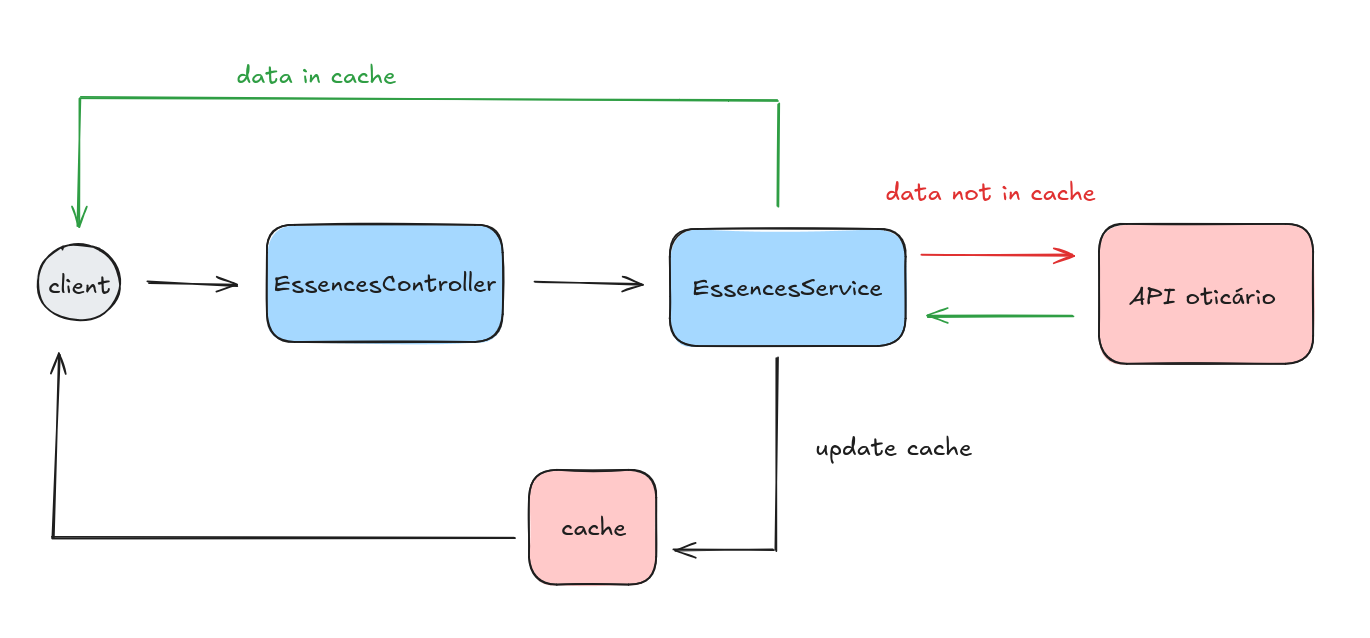 data in cache
data not in cache
client
EssencesController
EssencesService
API oticário
update cache
cache